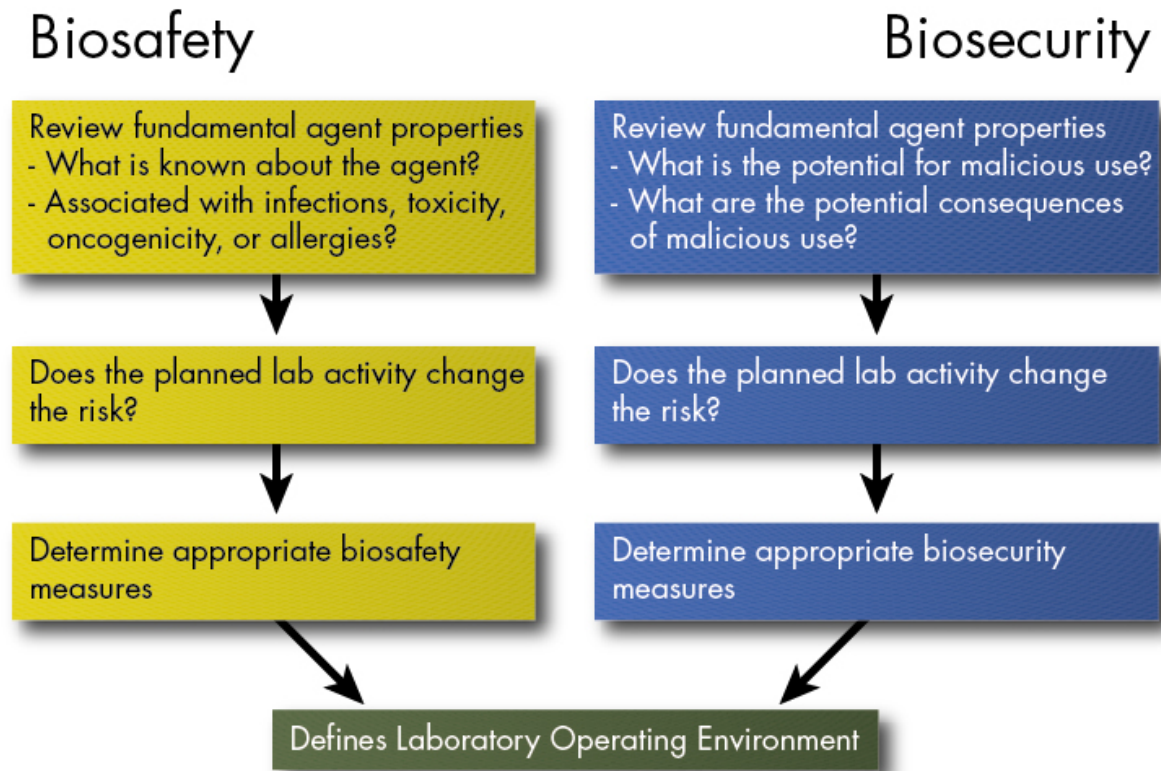 Biosafety
Biosecurity
Review fundamental agent properties
- What is known about the agent?
- Associated with infections, toxicity,
oncogenicity, or allergies?
Review fundamental agent properties
- What is the potential for malicious use?
- What are the potential consequences
of malicious use?
Does the planned lab activity change
the risk?
Does the planned lab activity change
the risk?
Determine appropriate biosafety
measures
Determine appropriate biosecurity
measures
Defines Laboratory Operating Environment